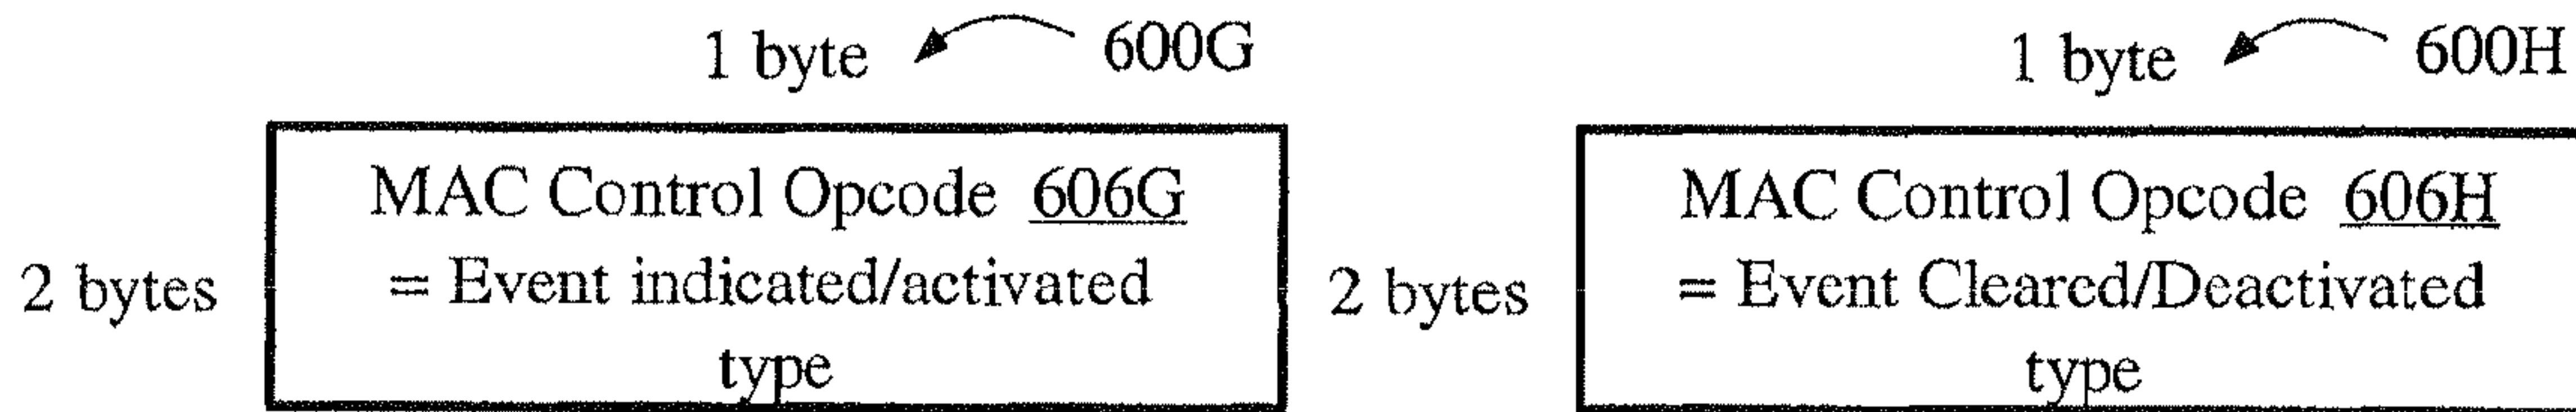 1 byte 600G
MAC Control Opcode 606G
= Event indicated/activated
type
2 bytes
1 byte 600H
MAC Control Opcode 606H
= Event Cleared/Deactivated
type
2 bytes